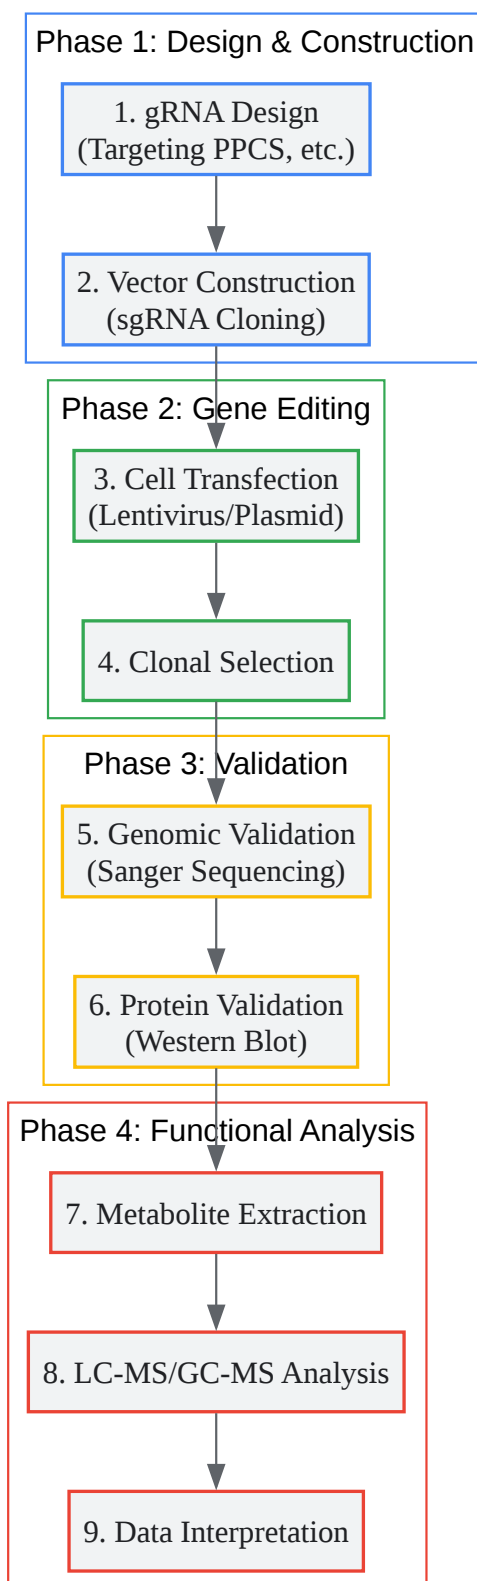 Phase 1: Design & Construction
1. gRNA Design
(Targeting PPCS, etc.)
2. Vector Construction
(sgRNA Cloning)
Phase 2: Gene Editing
3. Cell Transfection
(Lentivirus/Plasmid)
4. Clonal Selection
Phase 3: Validation
5. Genomic Validation
(Sanger Sequencing)
6. Protein Validation
(Western Blot)
Phase 4: Functional Analysis
7. Metabolite Extraction
8. LC-MS/GC-MS Analysis
9. Data Interpretation